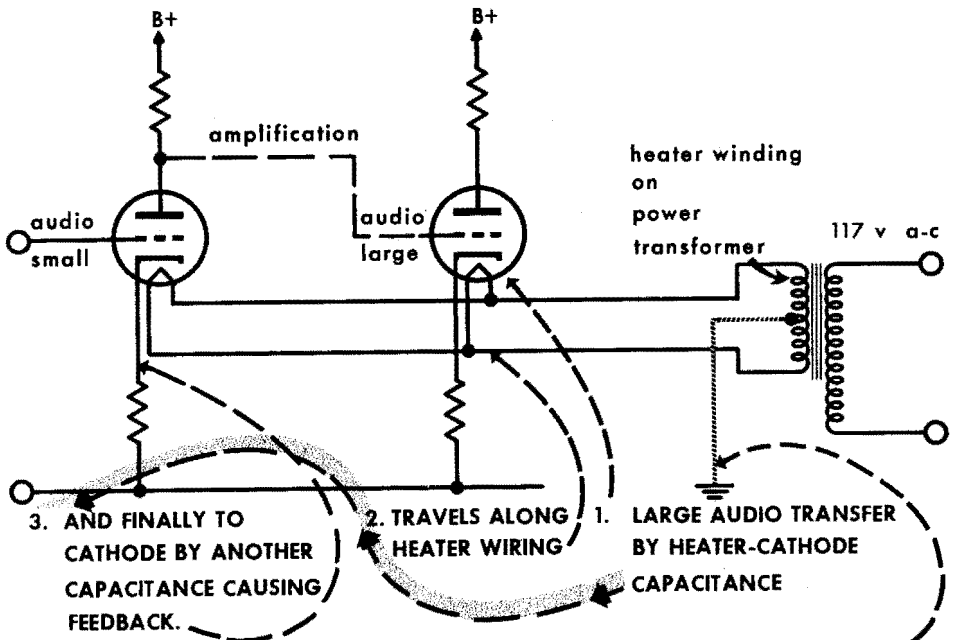 B+
B+
amplification
heater winding
on
power
transformer
117 v a-c
audio
small
audio
large
3. AND FINALLY TO
CATHODE BY ANOTHER
CAPACITANCE CAUSING
FEEDBACK.
2. TRAVELS ALONG
HEATER WIRING
1. LARGE AUDIO TRANSFER
BY HEATER-CATHODE
CAPACITANCE